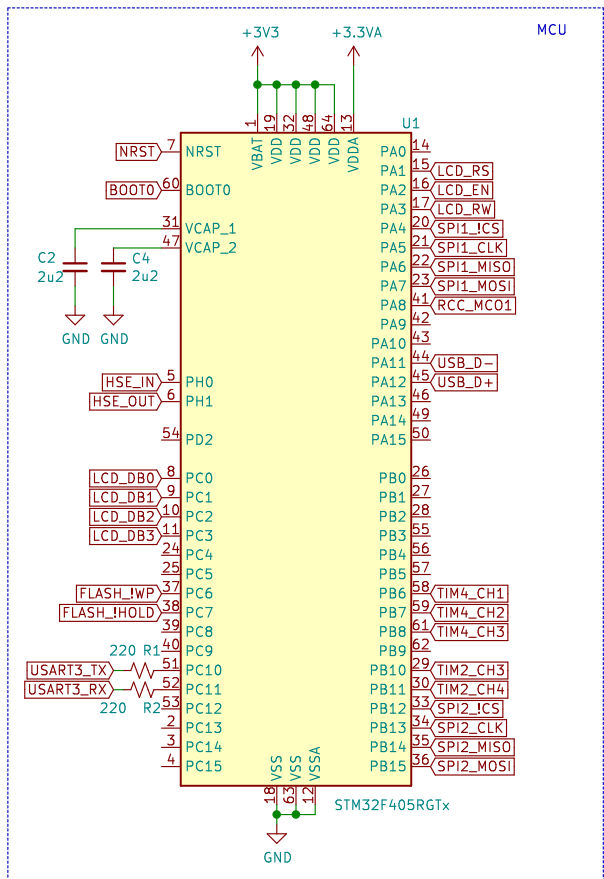 MCU
+3V3
+3.3VA
U1
1
19
32
48
64
13
VBAT
VDD
VDD
VDD
VDD
VDDA
NRST 7 NRST
BOOT0 60 BOOT0
31 VCAP_1
47 VCAP_2
C2
2u2
C4
2u2
GND
GND
HSE_IN 5 PH0
HSE_OUT 6 PH1
54 PD2
LCD_DB0 8 PC0
LCD_DB1 9 PC1
LCD_DB2 10 PC2
LCD_DB3 11 PC3
24 PC4
25 PC5
FLASH_!WP 37 PC6
FLASH_!HOLD 38 PC7
39 PC8
40 PC9
220 R1
USART3_TX 51 PC10
USART3_RX 52 PC11
220 R2
53 PC12
2 PC13
3 PC14
4 PC15
PA0 14
PA1 15 LCD_RS
PA2 16 LCD_EN
PA3 17 LCD_RW
PA4 20 SPI1_!CS
PA5 21 SPI1_CLK
PA6 22 SPI1_MISO
PA7 23 SPI1_MOSI
PA8 41 RCC_MCO1
PA9 42
PA10 43
PA11 44 USB_D-
PA12 45 USB_D+
PA13 46
PA14 49
PA15 50
PB0 26
PB1 27
PB2 28
PB3 55
PB4 56
PB5 57
PB6 58 TIM4_CH1
PB7 59 TIM4_CH2
PB8 61 TIM4_CH3
PB9 62
PB10 29 TIM2_CH3
PB11 30 TIM2_CH4
PB12 33 SPI2_!CS
PB13 34 SPI2_CLK
PB14 35 SPI2_MISO
PB15 36 SPI2_MOSI
VSS
VSS
VSSA
18
63
12
STM32F405RGTx
GND